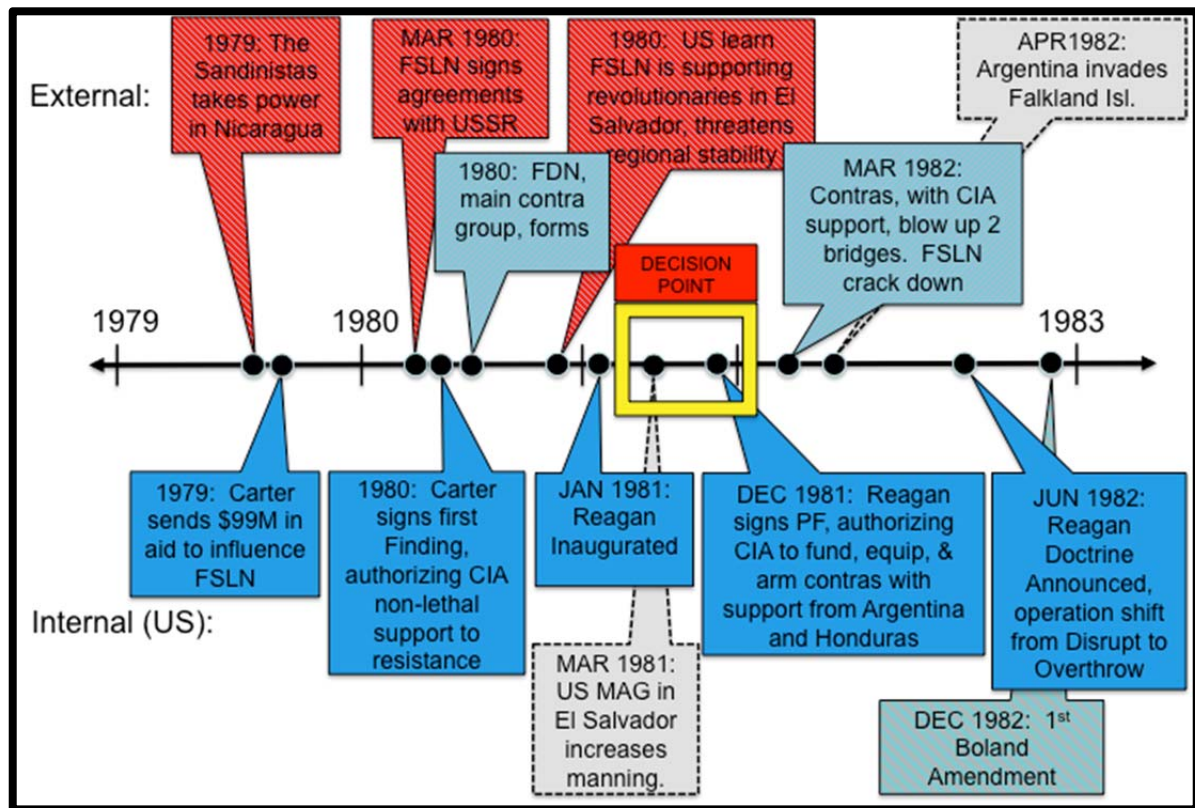 External:
1979: The
Sandinistas
takes power
in Nicaragua
MAR 1980:
FSLN signs
agreements
with USSR
1980: US learn
FSLN is supporting
revolutionaries in El
Salvador, threatens
regional stability
APR1982:
Argentina invades
Falkland Isl.
1980: FDN,
main contra
group, forms
MAR 1982:
Contras, with CIA
support, blow up 2
bridges. FSLN
crack down
DECISION
POINT
1979
1980
1983
1979: Carter
sends $99M in
aid to influence
FSLN
1980: Carter
signs first
Finding,
authorizing CIA
non-lethal
support to
resistance
JAN 1981:
Reagan
Inaugurated
DEC 1981: Reagan
signs PF, authorizing
CIA to fund, equip, &
arm contras with
support from Argentina
and Honduras
JUN 1982:
Reagan
Doctrine
Announced,
operation shift
from Disrupt to
Overthrow
Internal (US):
MAR 1981:
US MAG in
El Salvador
increases
manning.
DEC 1982: 1st
Boland
Amendment